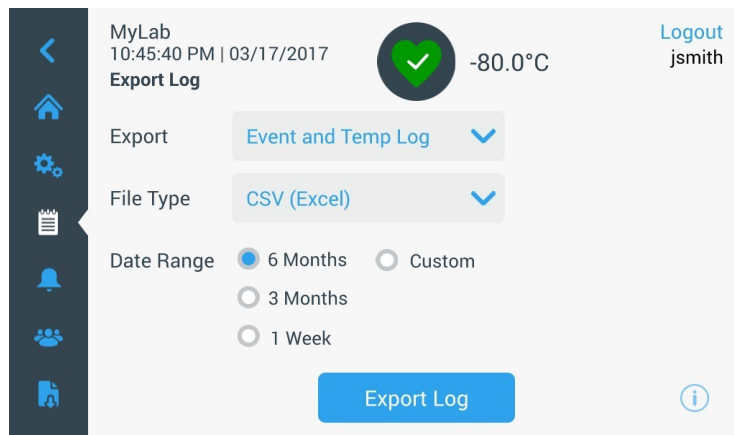 MyLab
10:45:40 PM | 03/17/2017
Export Log
-80.0°C
Logout
jsmith
Export
Event and Temp Log
File Type
CSV (Excel)
Date Range
6 Months
Custom
3 Months
1 Week
Export Log
i